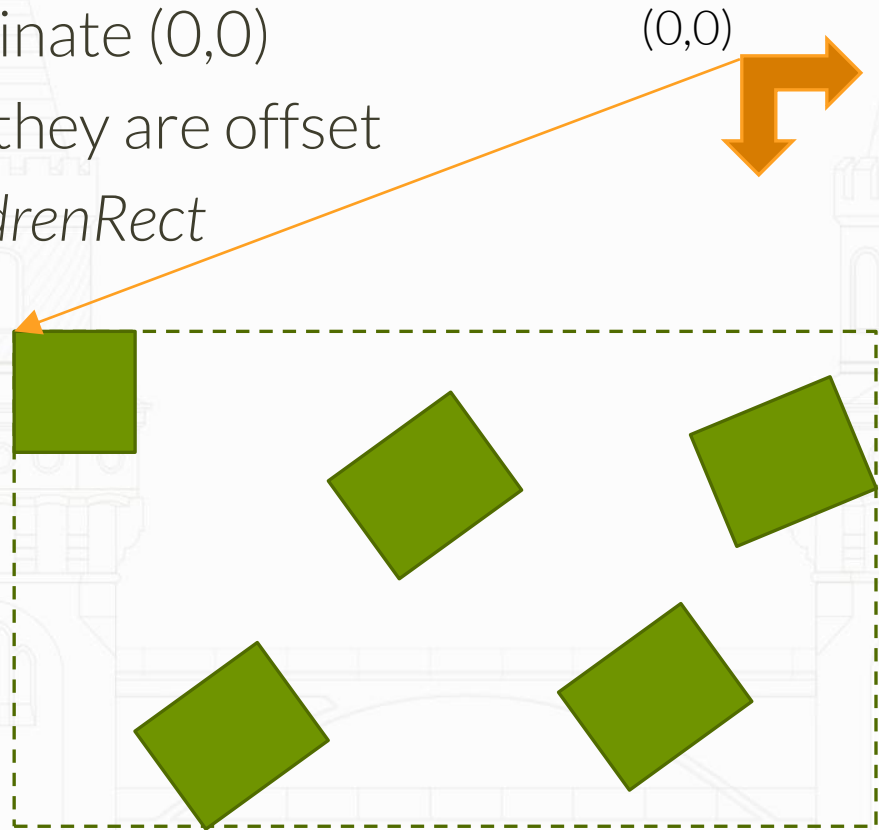 inate (0,0)
(0,0)
they are offset
drenRect